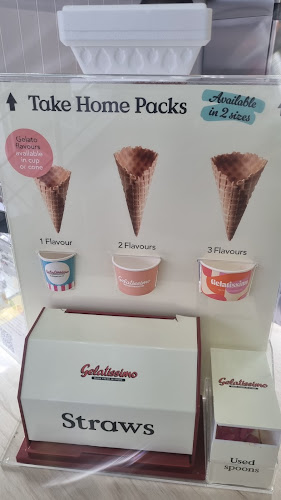 Take Home Packs
Available
in 2 sizes
Gelato
flavours
available
in cup
or cone
1 Flavour
2 Flavours
3 Flavours
Gelatissimo
Gelatissimo
Gelatissimo
Gelatissimo
Straws
Gelatissimo
Used
spoons